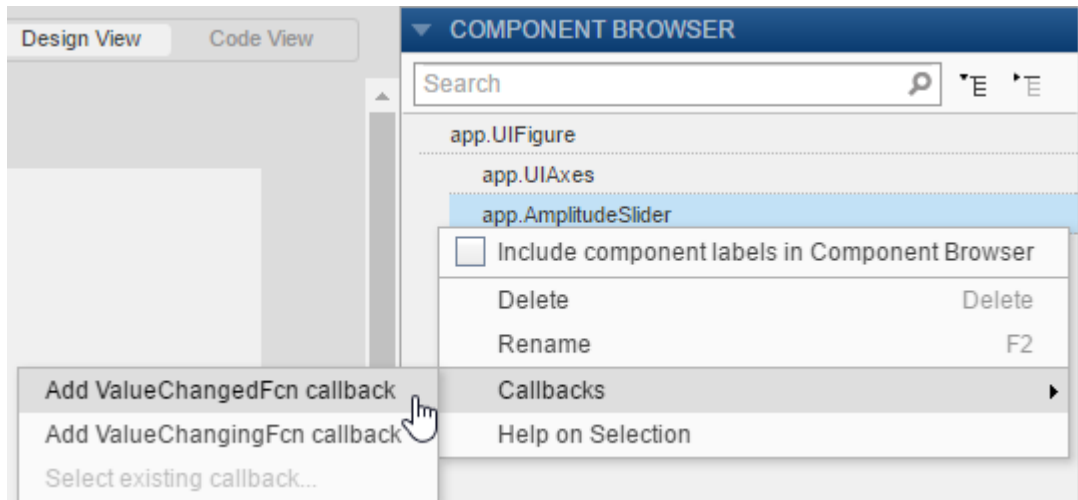 Design View
Code View
COMPONENT BROWSER
Search
app.UIFigure
app.UIAxes
app.AmplitudeSlider
Include component labels in Component Browser
Delete Delete
Rename F2
Callbacks
Help on Selection
Add ValueChangedFcn callback
Add ValueChangingFcn callback
Select existing callback...